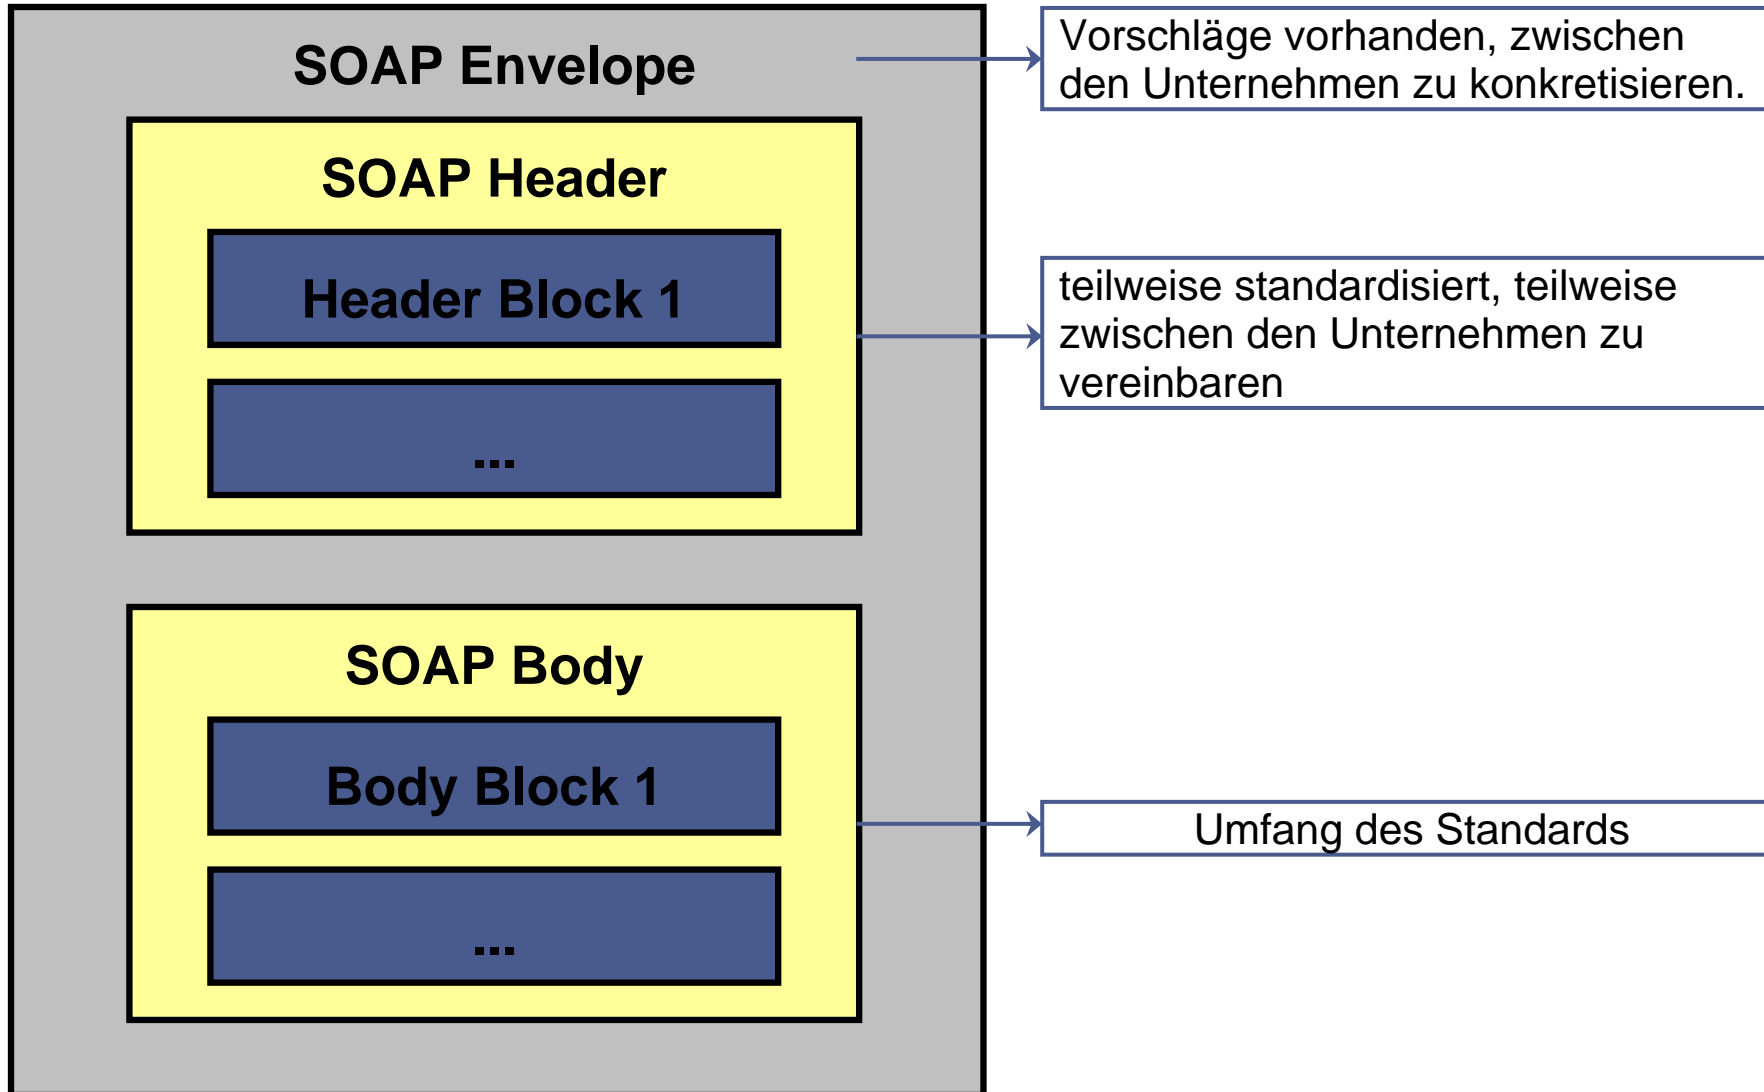 SOAP Envelope
Vorschläge vorhanden, zwischen
den Unternehmen zu konkretisieren.
SOAP Header
Header Block 1
...
teilweise standardisiert, teilweise
zwischen den Unternehmen zu
vereinbaren
SOAP Body
Body Block 1
...
Umfang des Standards